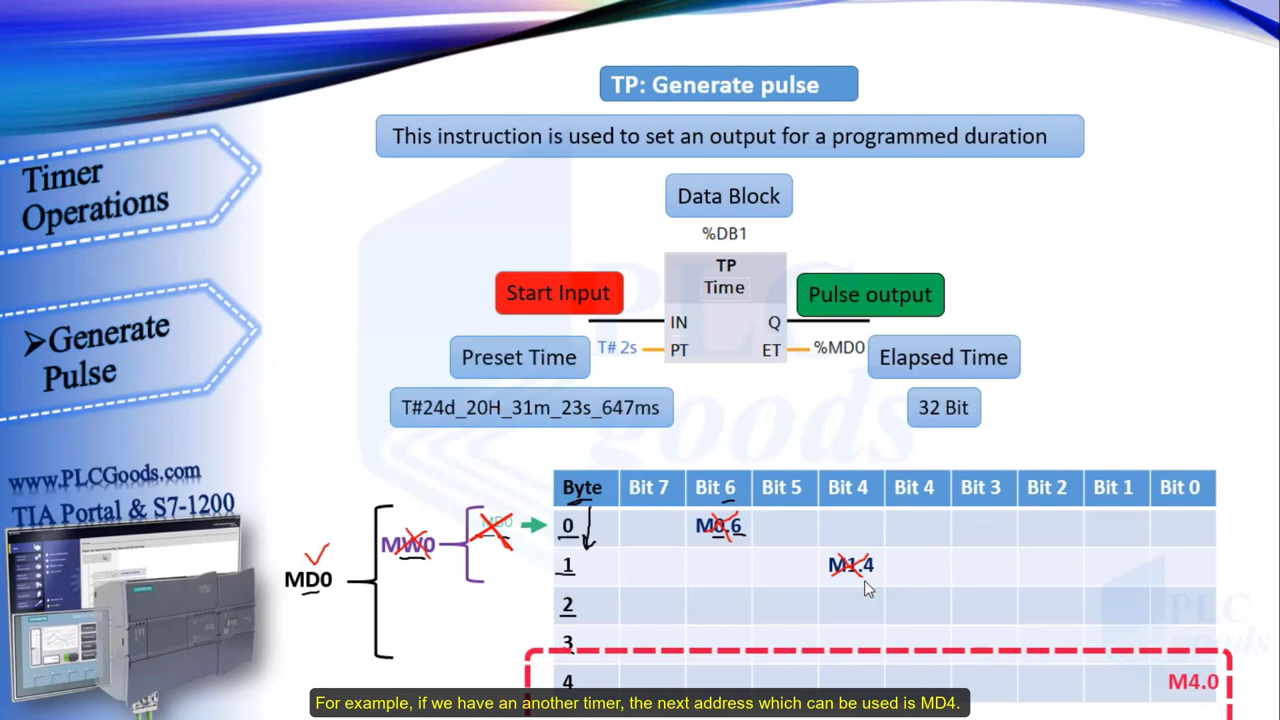 TP: Generate pulse
This instruction is used to set an output for a programmed duration
Timer
Operations
Data Block
%DB1
TP
Time
Start Input
Pulse output
IN
Q
Generate
Pulse
Preset Time
T# 2s
PT
ET
%MD0
Elapsed Time
T#24d_20H_31m_23s_647ms
32 Bit
PLC
goods
www.PLCGoods.com
TIA Portal & S7-1200
Byte
Bit 7
Bit 6
Bit 5
Bit 4
Bit 4
Bit 3
Bit 2
Bit 1
Bit 0
0
M0.6
MW0
1
M1.4
MD0
2
3
4
M4.0
PLC
goods
For example, if we have an another timer, the next address which can be used is MD4.